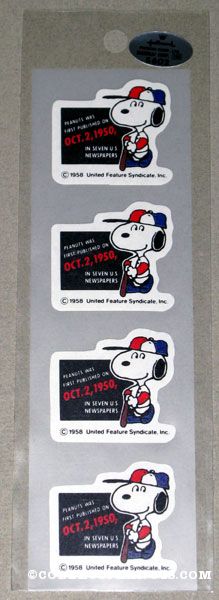 Hallmark
PEANUTS WAS
FIRST PUBLISHED ON
OCT. 2, 1950,
IN SEVEN U.S
NEWSPAPERS
© 1958 United Feature Syndicate, Inc.
PEANUTS WAS
FIRST PUBLISHED ON
OCT. 2, 1950,
IN SEVEN U.S
NEWSPAPERS
© 1958 United Feature Syndicate, Inc.
PEANUTS WAS
FIRST PUBLISHED ON
OCT. 2, 1950,
IN SEVEN U.S
NEWSPAPERS
© 1958 United Feature Syndicate, Inc.
PEANUTS WAS
FIRST PUBLISHED ON
OCT. 2, 1950,
IN SEVEN U.S
NEWSPAPERS
© 1958 United Feature Syndicate, Inc.